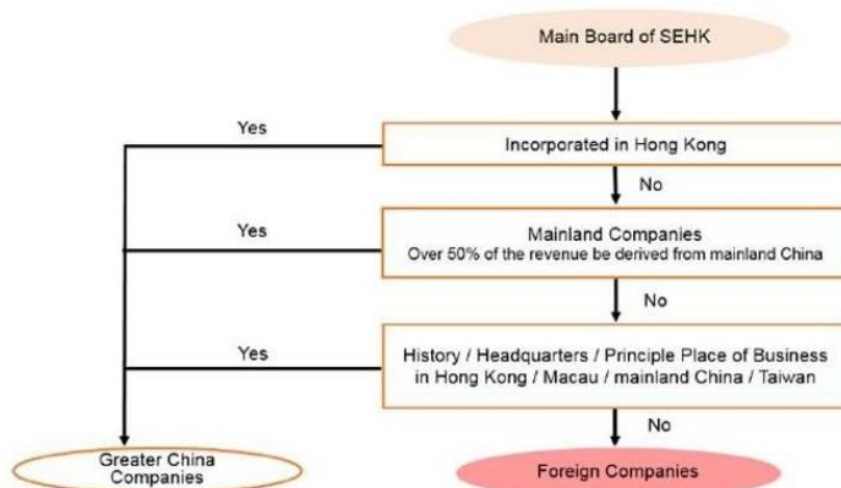 Main Board of SEHK
Yes
Incorporated in Hong Kong
No
Yes
Mainland Companies
Over 50% of the revenue be derived from mainland China
No
Yes
History / Headquarters / Principle Place of Business
in Hong Kong / Macau / mainland China / Taiwan
No
Greater China
Companies
Foreign Companies